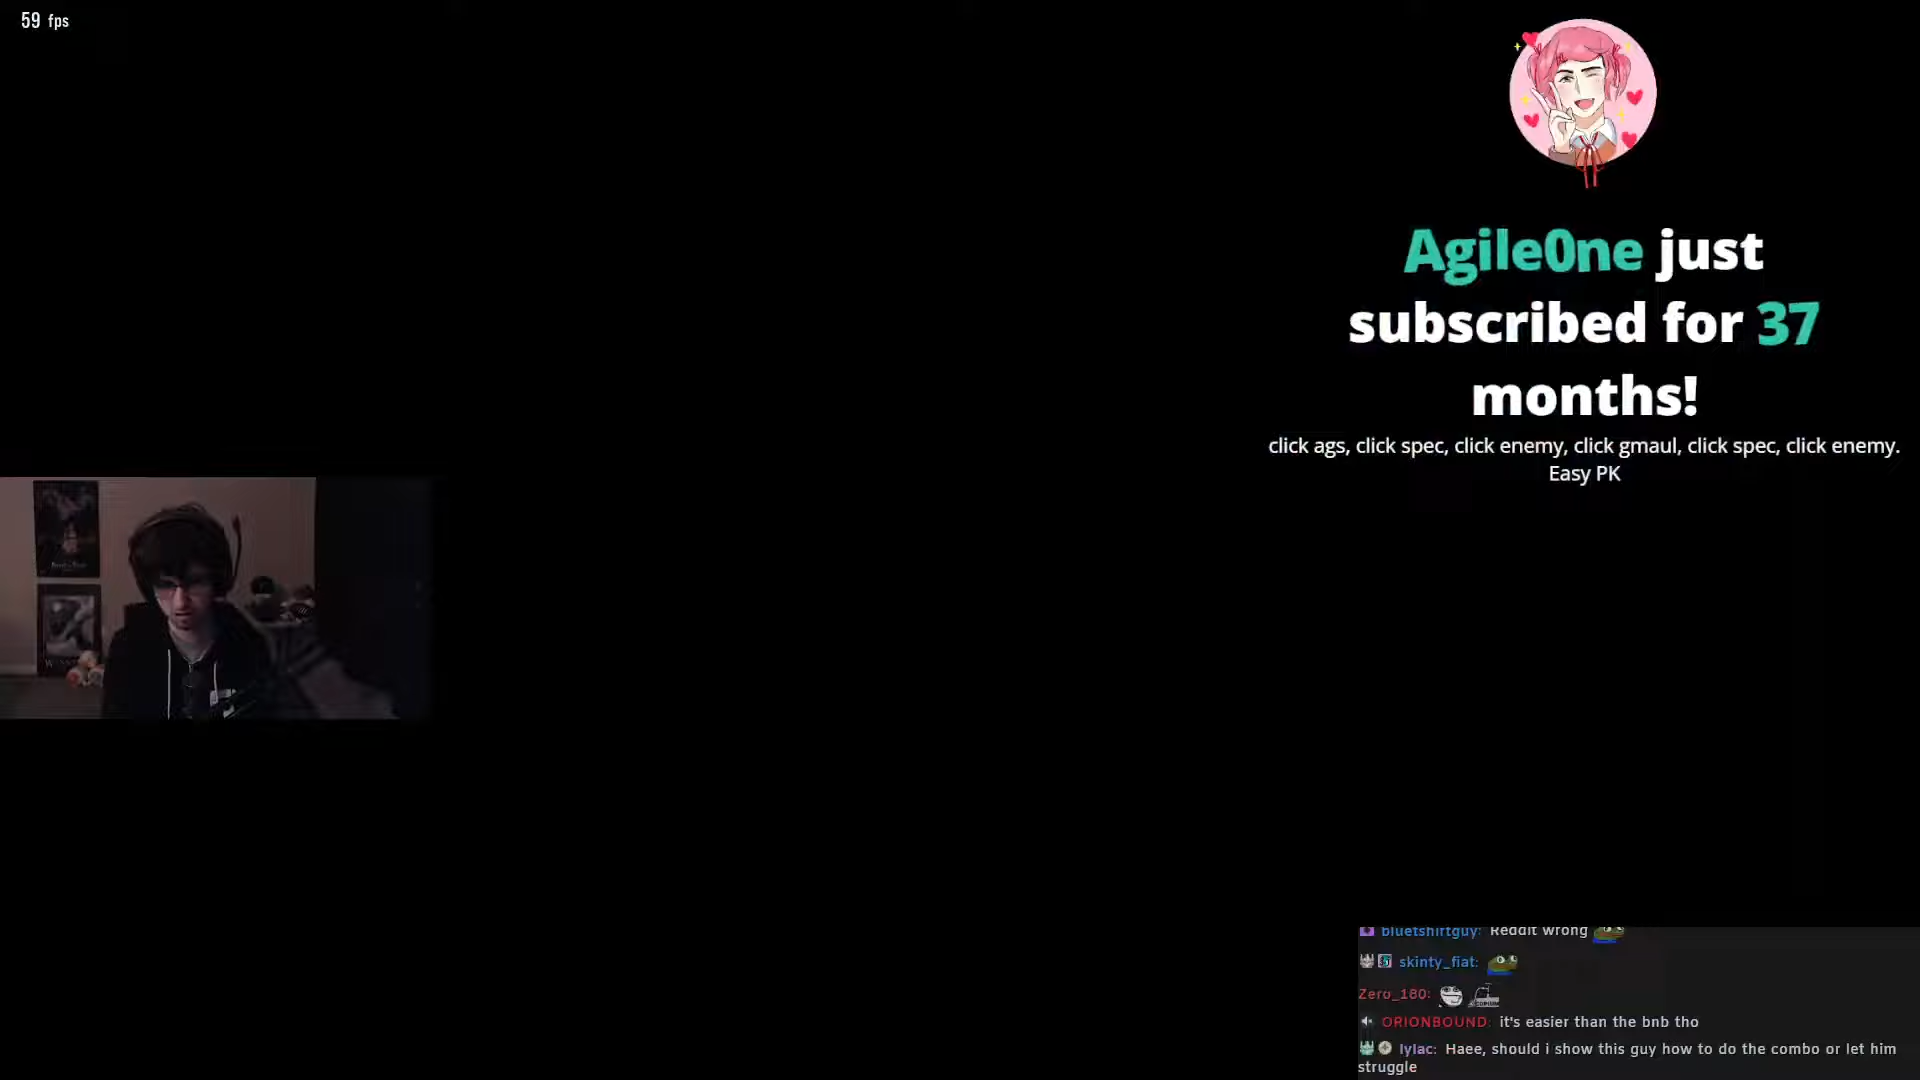 59 fps
Agile0ne just
subscribed for 37
months!
click ags, click spec, click enemy, click gmaul, click spec, click enemy.
Easy PK
bluetshirtguy: Reddit wrong
skinty_fiat:
Zero_180:
ORIONBOUND: it's easier than the bnb tho
lylac: Haee, should i show this guy how to do the combo or let him
struggle